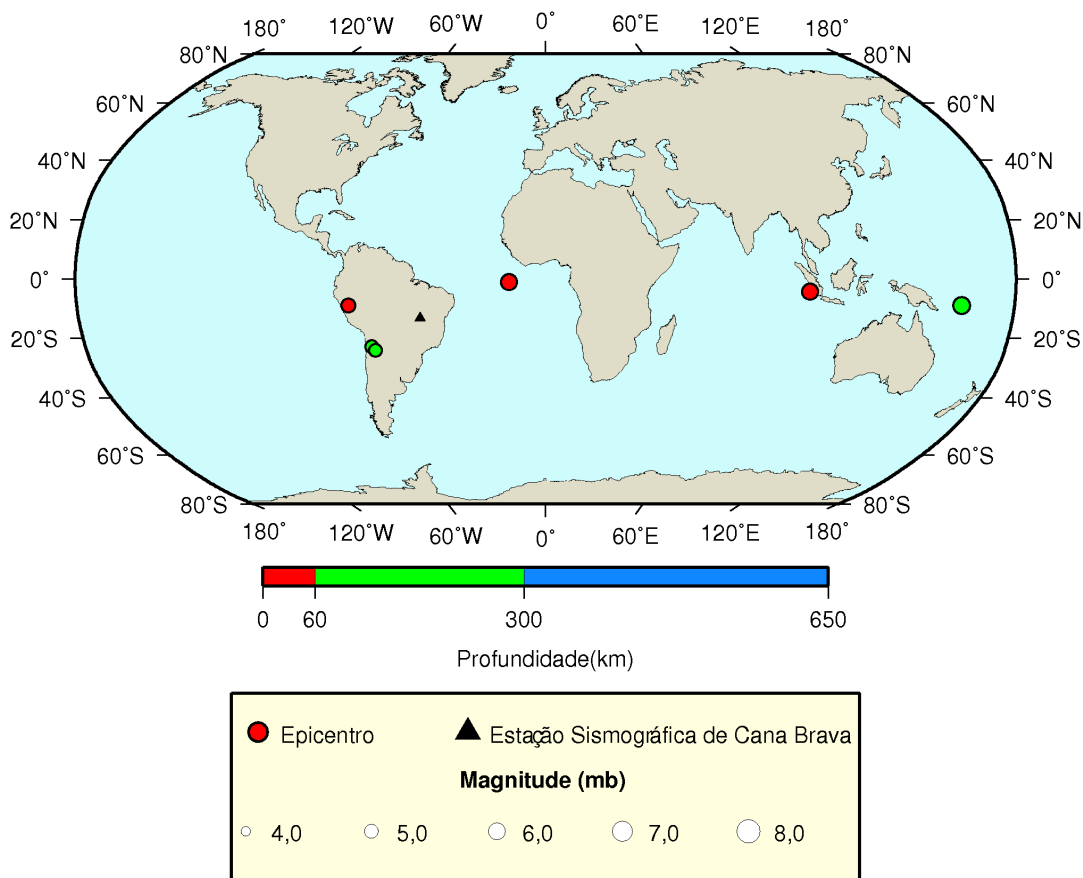 180˚ 120˚W 60˚W 0˚ 60˚E 120˚E 180˚
80˚N 80˚N
60˚N 60˚N
40˚N 40˚N
20˚N 20˚N
0˚ 0˚
20˚S 20˚S
40˚S 40˚S
60˚S 60˚S
80˚S 80˚S
180˚ 120˚W 60˚W 0˚ 60˚E 120˚E 180˚
0 60 300 650
Profundidade(km)
Epicentro Estação Sismográfica de Cana Brava
Magnitude (mb)
4,0 5,0 6,0 7,0 8,0